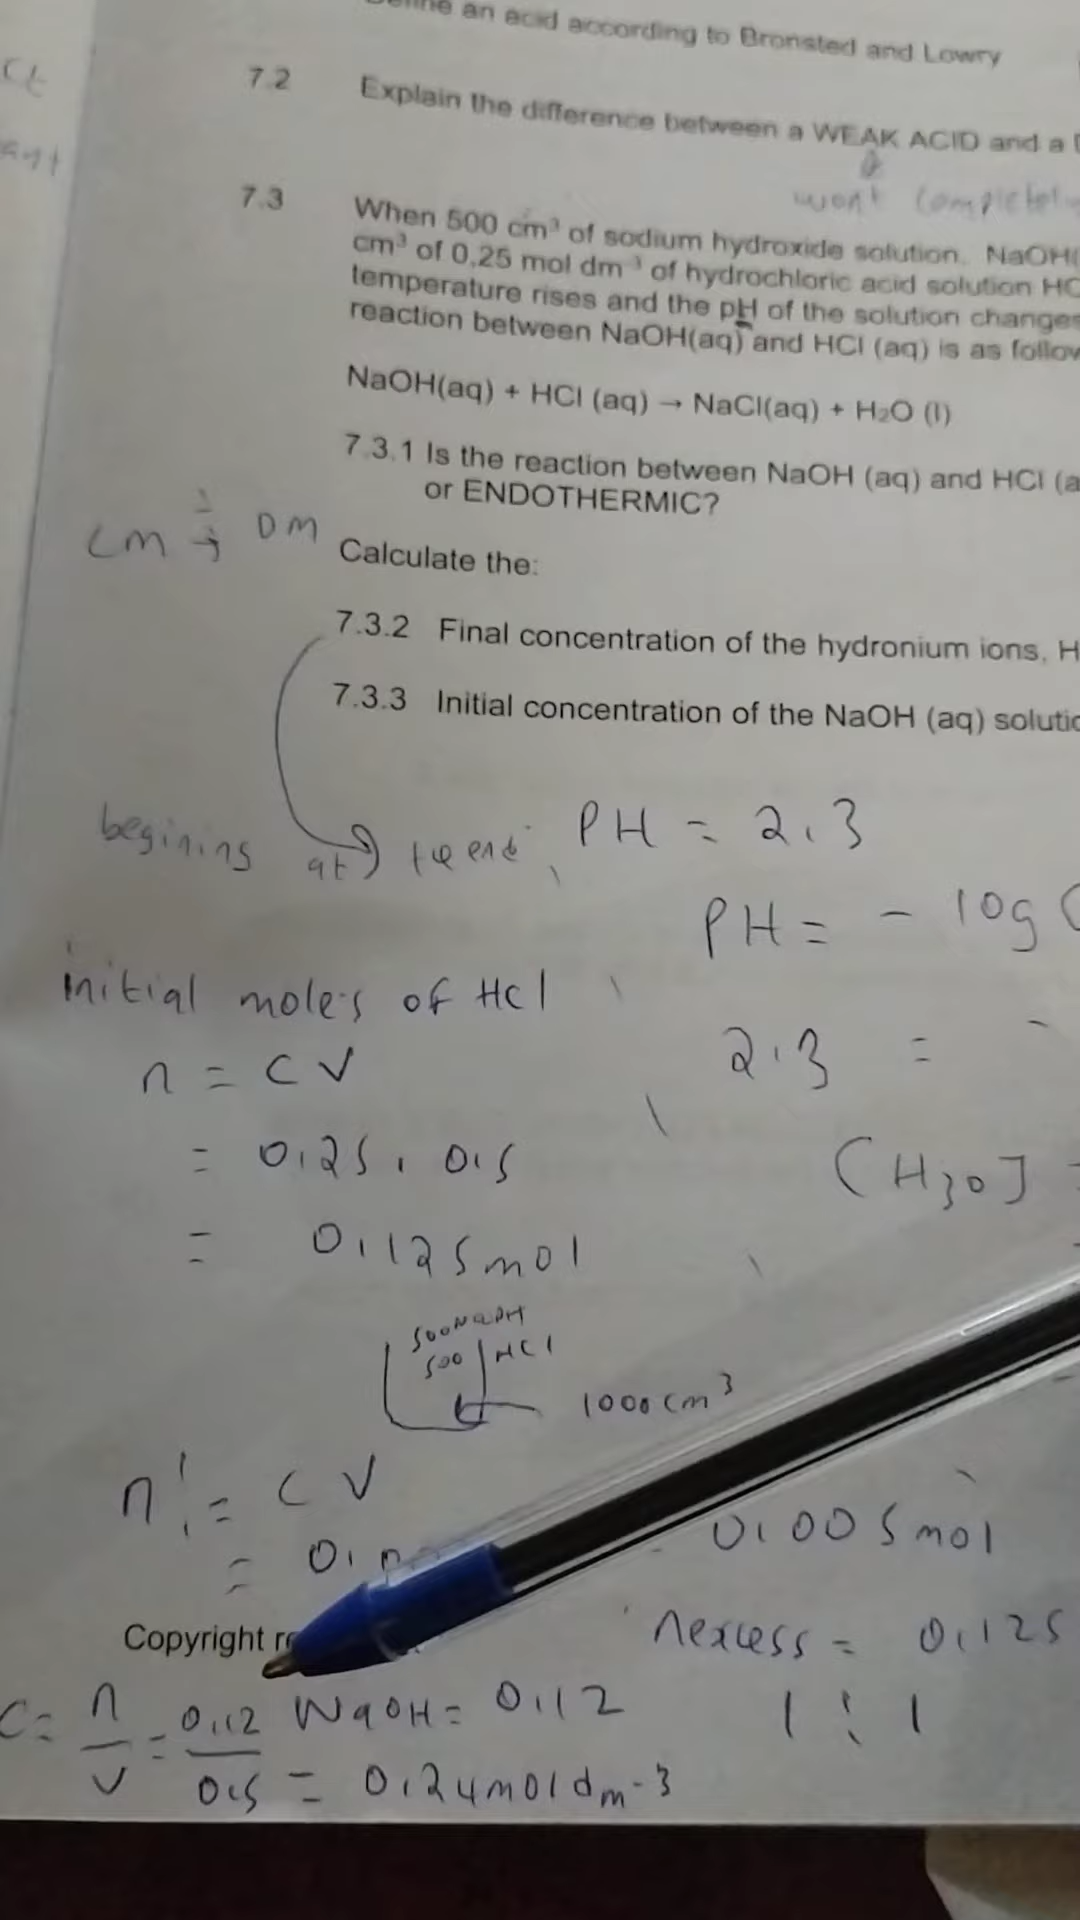 an acid according to Bronsted and Lowry
7.2 Explain the difference between a WEAK ACID and a
wont completely
7.3 When 500 cm³ of sodium hydroxide solution, NaOH(
cm³ of 0,25 mol dm⁻³ of hydrochloric acid solution HC
temperature rises and the pH of the solution changes
reaction between NaOH(aq) and HCl (aq) is as follow
NaOH(aq) + HCl (aq) → NaCl(aq) + H₂O (l)
7.3.1 Is the reaction between NaOH (aq) and HCl (a
or ENDOTHERMIC?
cm → DM
Calculate the:
7.3.2 Final concentration of the hydronium ions, H
7.3.3 Initial concentration of the NaOH (aq) solutio
begining at the end PH = 2,3
PH = - log (
initial moles of HCl
n = CV
2,3 = -
= 0,25 . 0,5
(H₃O] =
= 0,125 mol
500 NaOH
500 HCl
1000 cm³
n = CV
= 0,
0,005 mol
Copyright r
nexcess = 0,125
C = n/V = 0,12/0,5 NaOH = 0,12
1 : 1
= 0,24 mol dm-3